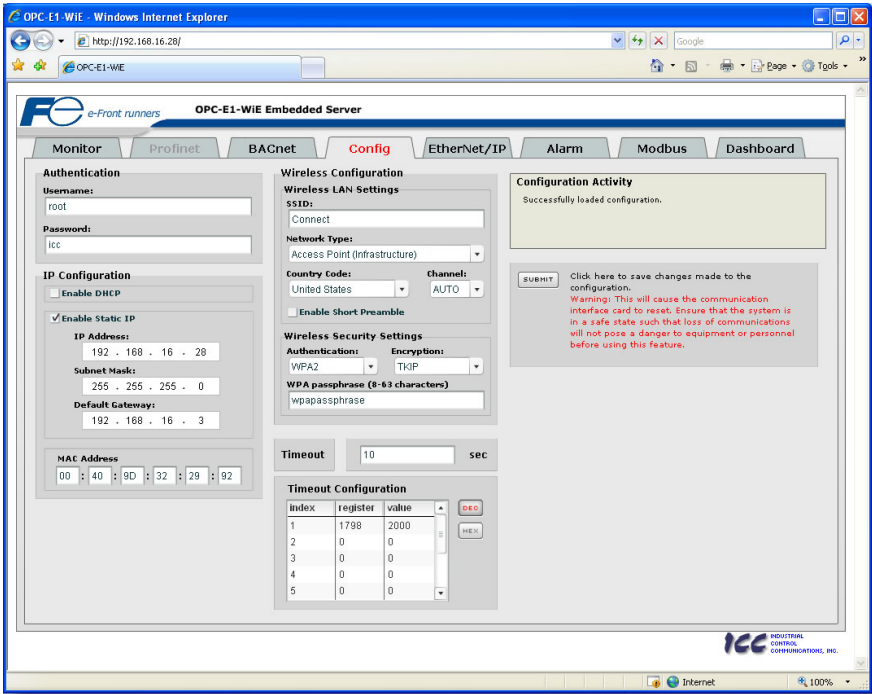 OPC-E1-WiE - Windows Internet Explorer
http://192.168.16.28/
Google
OPC-E1-WiE
Page
Tools
»
e-Front runners
OPC-E1-WiE Embedded Server
Monitor
Profinet
BACnet
Config
EtherNet/IP
Alarm
Modbus
Dashboard
Authentication
Username:
root
Password:
icc
IP Configuration
Enable DHCP
Enable Static IP
IP Address:
192 . 168 . 16 . 28
Subnet Mask:
255 . 255 . 255 . 0
Default Gateway:
192 . 168 . 16 . 3
MAC Address
00 : 40 : 9D : 32 : 29 : 92
Wireless Configuration
Wireless LAN Settings
SSID:
Connect
Network Type:
Access Point (Infrastructure)
Country Code: Channel:
United States AUTO
Enable Short Preamble
Wireless Security Settings
Authentication: Encryption:
WPA2 TKIP
WPA passphrase (8-63 characters)
wpapassphrase
Timeout 10 sec
Timeout Configuration
index register value
1 1798 2000
2 0 0
3 0 0
4 0 0
5 0 0
DEC
HEX
Configuration Activity
Successfully loaded configuration.
SUBMIT
Click here to save changes made to the
configuration.
Warning: This will cause the communication
interface card to reset. Ensure that the system is
in a safe state such that loss of communications
will not pose a danger to equipment or personnel
before using this feature.
ICC
INDUSTRIAL
CONTROL
COMMUNICATIONS, INC.
Internet
100%